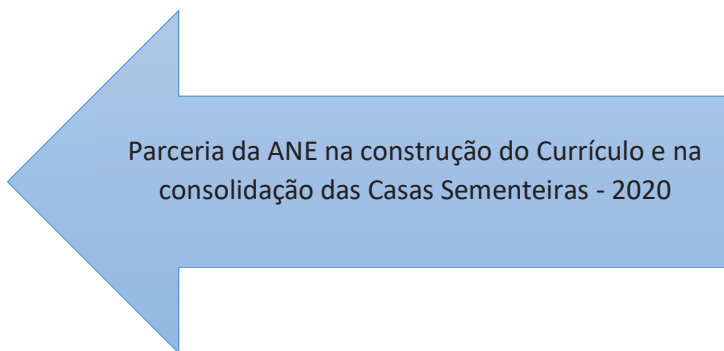 Parceria da ANE na construção do Currículo e na
consolidação das Casas Sementeiras - 2020